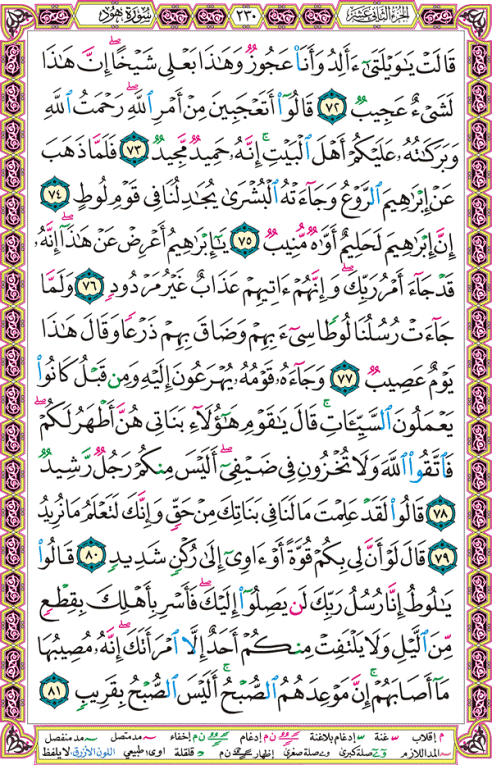 الجزء الثاني عشر ٢٣٠ سورة هود
قَالَتْ يَٰوَيْلَتَىٰٓ ءَأَلِدُ وَأَنَا۠ عَجُوزٌ وَهَٰذَا بَعْلِى شَيْخًا ۖ إِنَّ هَٰذَا
لَشَىْءٌ عَجِيبٌ ٧٢ قَالُوٓا۟ أَتَعْجَبِينَ مِنْ أَمْرِ ٱللَّهِ ۖ رَحْمَتُ ٱللَّهِ
وَبَرَكَٰتُهُۥ عَلَيْكُمْ أَهْلَ ٱلْبَيْتِ ۚ إِنَّهُۥ حَمِيدٌ مَّجِيدٌ ٧٣ فَلَمَّا ذَهَبَ
عَنْ إِبْرَٰهِيمَ ٱلرَّوْعُ وَجَآءَتْهُ ٱلْبُشْرَىٰ يُجَٰدِلُنَا فِى قَوْمِ لُوطٍ ٧٤
إِنَّ إِبْرَٰهِيمَ لَحَلِيمٌ أَوَّٰهٌ مُّنِيبٌ ٧٥ يَٰٓإِبْرَٰهِيمُ أَعْرِضْ عَنْ هَٰذَآ ۖ إِنَّهُۥ
قَدْ جَآءَ أَمْرُ رَبِّكَ ۖ وَإِنَّهُمْ ءَاتِيهِمْ عَذَابٌ غَيْرُ مَرْدُودٍ ٧٦ وَلَمَّا
جَآءَتْ رُسُلُنَا لُوطًا سِىٓءَ بِهِمْ وَضَاقَ بِهِمْ ذَرْعًا وَقَالَ هَٰذَا
يَوْمٌ عَصِيبٌ ٧٧ وَجَآءَهُۥ قَوْمُهُۥ يُهْرَعُونَ إِلَيْهِ وَمِن قَبْلُ كَانُوا۟
يَعْمَلُونَ ٱلسَّيِّـَٔاتِ ۚ قَالَ يَٰقَوْمِ هَٰٓؤُلَآءِ بَنَاتِى هُنَّ أَطْهَرُ لَكُمْ ۖ
فَٱتَّقُوا۟ ٱللَّهَ وَلَا تُخْزُونِ فِى ضَيْفِىٓ ۖ أَلَيْسَ مِنكُمْ رَجُلٌ رَّشِيدٌ
٧٨ قَالُوا۟ لَقَدْ عَلِمْتَ مَا لَنَا فِى بَنَاتِكَ مِنْ حَقٍّ وَإِنَّكَ لَتَعْلَمُ مَا نُرِيدُ
٧٩ قَالَ لَوْ أَنَّ لِى بِكُمْ قُوَّةً أَوْ ءَاوِىٓ إِلَىٰ رُكْنٍ شَدِيدٍ ٨٠ قَالُوا۟
يَٰلُوطُ إِنَّا رُسُلُ رَبِّكَ لَن يَصِلُوٓا۟ إِلَيْكَ ۖ فَأَسْرِ بِأَهْلِكَ بِقِطْعٍ
مِّنَ ٱلَّيْلِ وَلَا يَلْتَفِتْ مِنكُمْ أَحَدٌ إِلَّا ٱمْرَأَتَكَ ۖ إِنَّهُۥ مُصِيبُهَا
مَآ أَصَابَهُمْ ۚ إِنَّ مَوْعِدَهُمُ ٱلصُّبْحُ ۚ أَلَيْسَ ٱلصُّبْحُ بِقَرِيبٍ ٨١
م إقلاب س غنة س إدغام بلاغنة ن م إدغام ن م إخفاء مد متصل مد منفصل
المد اللازم صلة كبرى و صلة صغرى إظهار ن م د قلقلة اوى، طبيعي اللون الأزرق، لا يلفظ